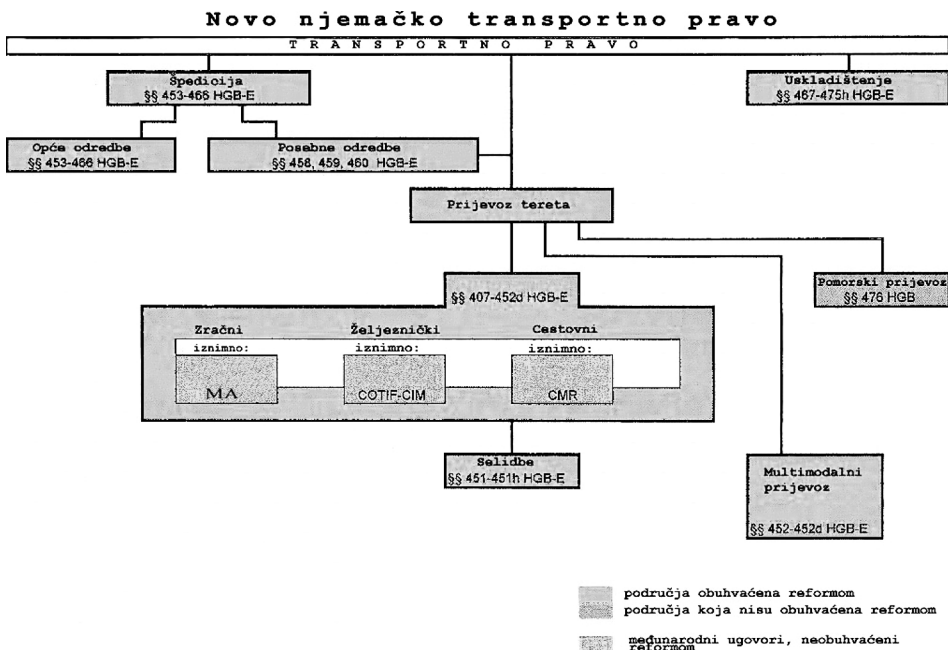 Novo njemačko transportno pravo
TRANSPORTNO PRAVO
Špedicija
§§ 453-466 HGB-E
Uskladištenje
§§ 467-475h HGB-E
Opće odredbe
§§ 453-466 HGB-E
Posebne odredbe
§§ 458, 459, 460 HGB-E
Prijevoz tereta
§§ 407-452d HGB-E
Pomorski prijevoz
§§ 476 HGB
Zračni Željeznički Cestovni
iznimno: iznimno: iznimno:
MA COTIF-CIM CMR
Selidbe
§§ 451-451h HGB-E
Multimodalni
prijevoz
§§ 452-452d HGB-E
područja obuhvaćena reformom
područja koja nisu obuhvaćena reformom
međunarodni ugovori, neobuhvaćeni
reformom